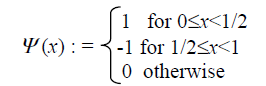 1 for 0≤x<1/2
Ψ(x) : = { -1 for 1/2≤x<1
0 otherwise